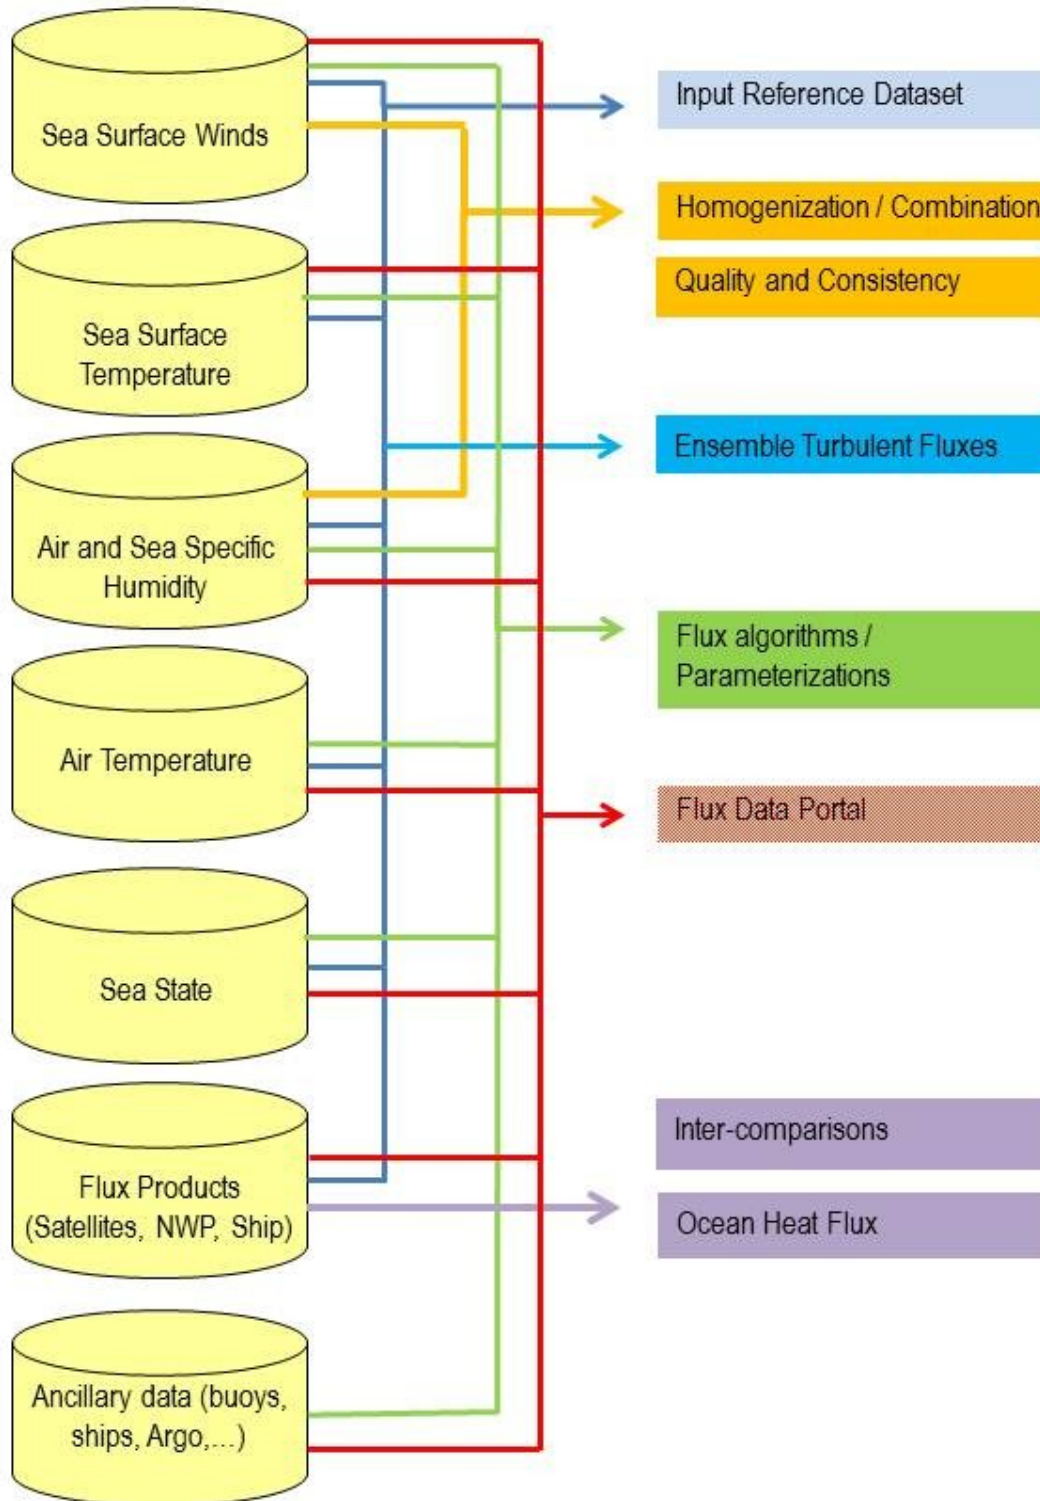 Sea Surface Winds
Sea Surface
Temperature
Air and Sea Specific
Humidity
Air Temperature
Sea State
Flux Products
(Satellites, NWP, Ship)
Ancillary data (buoys,
ships, Argo,...)
Input Reference Dataset
Homogenization / Combination
Quality and Consistency
Ensemble Turbulent Fluxes
Flux algorithms /
Parameterizations
Flux Data Portal
Inter-comparisons
Ocean Heat Flux